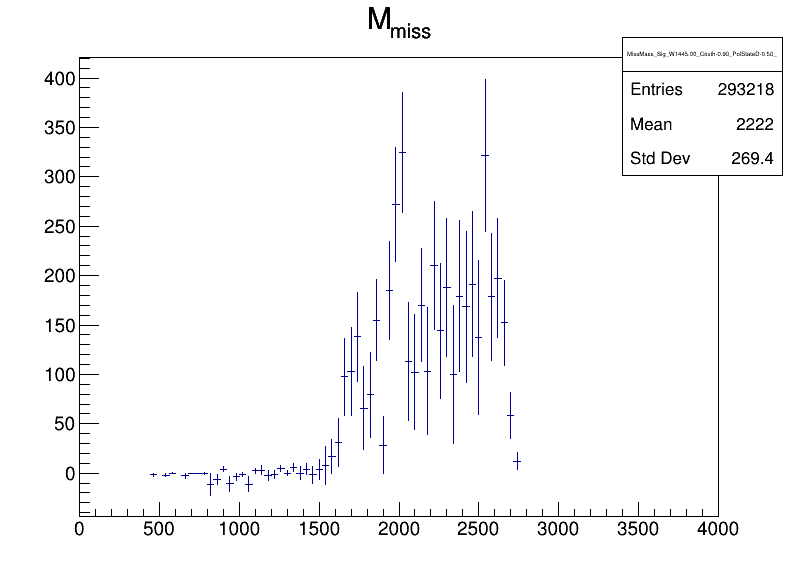 M_miss
MissMass_Sig_W1445.00_Costh-0.90_PolStateD-0.50_
Entries 293218
Mean 2222
Std Dev 269.4
400
350
300
250
200
150
100
50
0
0 500 1000 1500 2000 2500 3000 3500 4000